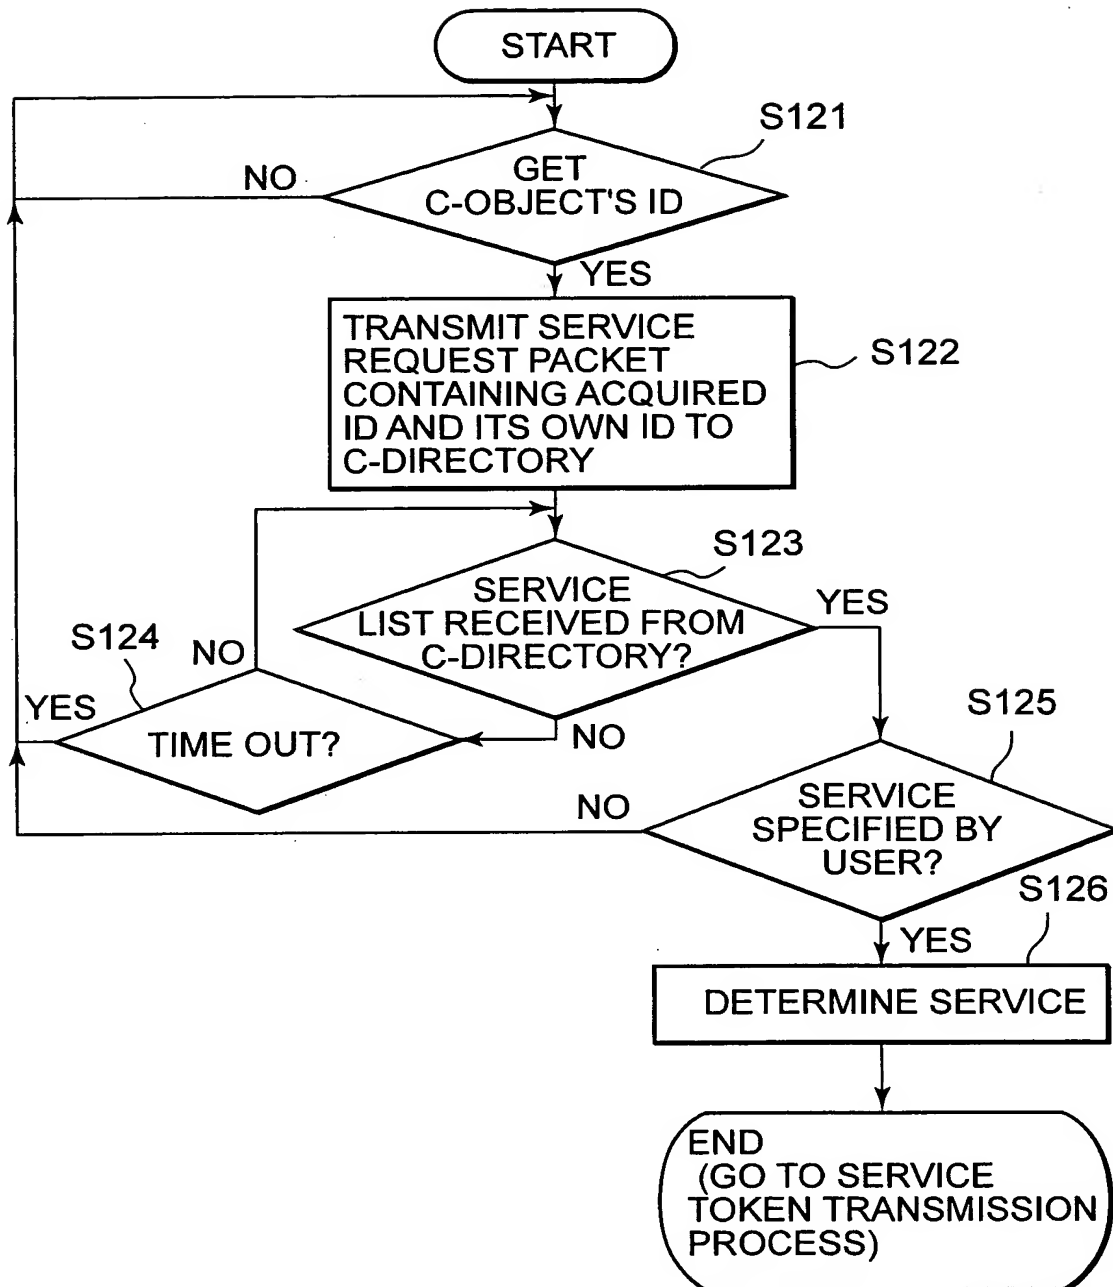 START
S121
GET
C-OBJECT'S ID
NO
YES
TRANSMIT SERVICE
REQUEST PACKET
CONTAINING ACQUIRED
ID AND ITS OWN ID TO
C-DIRECTORY
S122
S123
SERVICE
LIST RECEIVED FROM
C-DIRECTORY?
YES
S124
NO
YES
TIME OUT?
NO
S125
NO
SERVICE
SPECIFIED BY
USER?
S126
YES
DETERMINE SERVICE
END
(GO TO SERVICE
TOKEN TRANSMISSION
PROCESS)